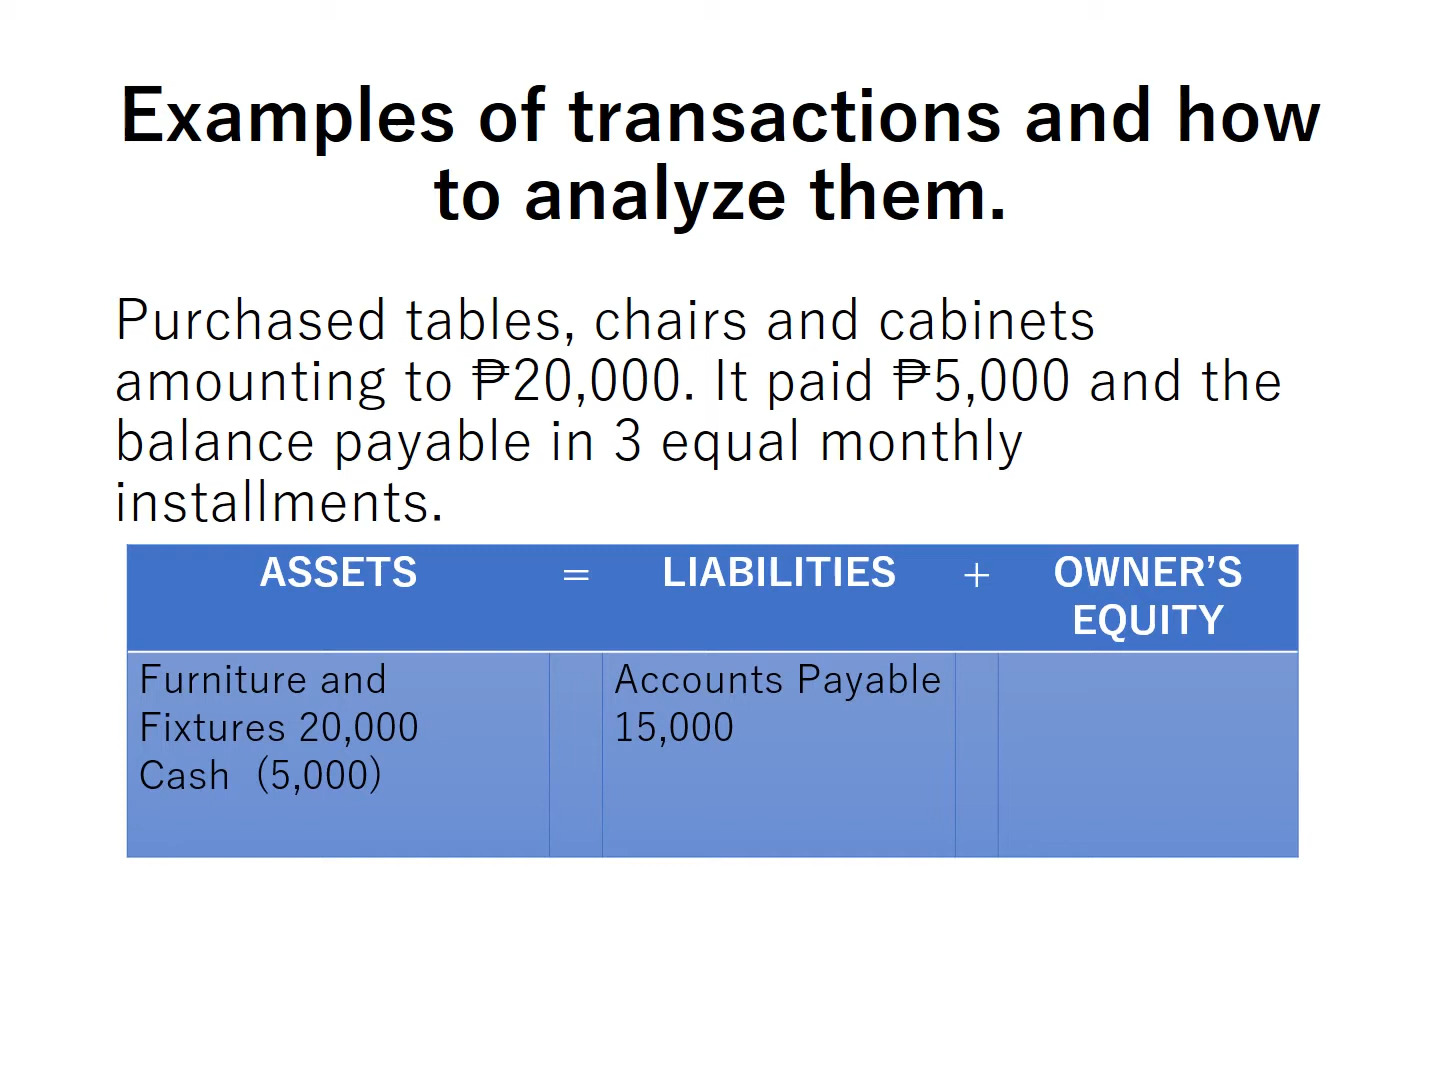 Examples of transactions and how
to analyze them.
Purchased tables, chairs and cabinets
amounting to ₱20,000. It paid ₱5,000 and the
balance payable in 3 equal monthly
installments.
ASSETS = LIABILITIES + OWNER’S
EQUITY
Furniture and
Fixtures 20,000
Cash (5,000)
Accounts Payable
15,000